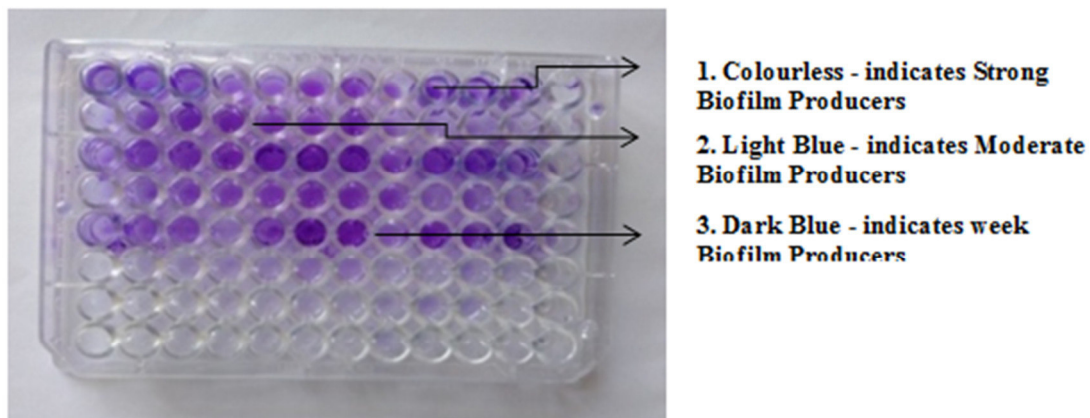 1. Colourless - indicates Strong
Biofilm Producers
2. Light Blue - indicates Moderate
Biofilm Producers
3. Dark Blue - indicates week
Biofilm Producers